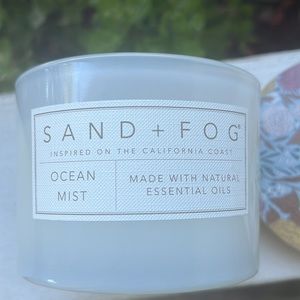 SAND + FOG®
INSPIRED ON THE CALIFORNIA COAST
OCEAN
MIST
MADE WITH NATURAL
ESSENTIAL OILS